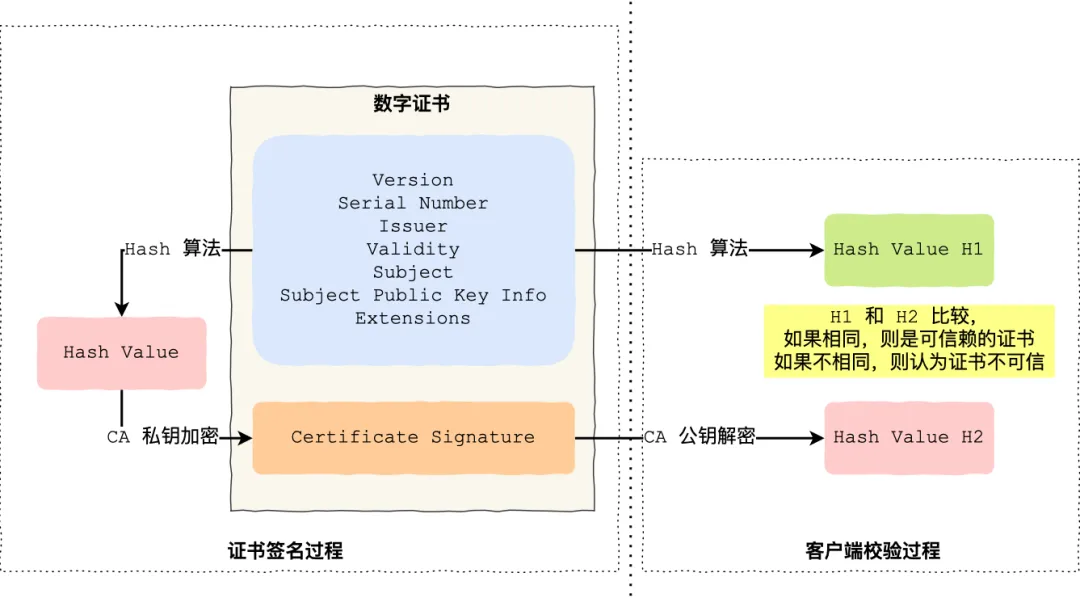 数字证书
Version
Serial Number
Issuer
Validity
Subject
Subject Public Key Info
Extensions
Hash 算法
Hash Value
CA 私钥加密
Certificate Signature
证书签名过程
Hash 算法
Hash Value H1
H1 和 H2 比较，
如果相同，则是可信赖的证书
如果不相同，则认为证书不可信
CA 公钥解密
Hash Value H2
客户端校验过程